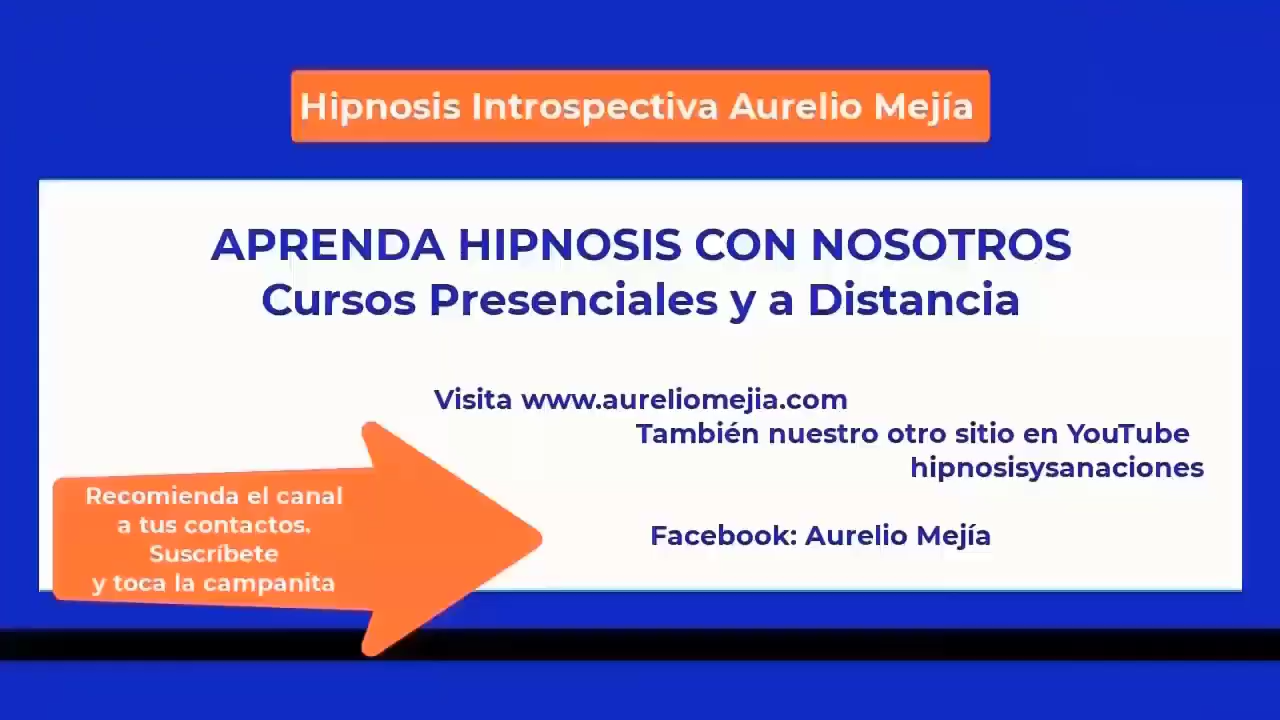 Hipnosis Introspectiva Aurelio Mejía
APRENDA HIPNOSIS CON NOSOTROS
Cursos Presenciales y a Distancia
Visita www.aureliomejia.com
También nuestro otro sitio en YouTube
hipnosisysanaciones
Facebook: Aurelio Mejía
Recomienda el canal
a tus contactos.
Suscríbete
y toca la campanita